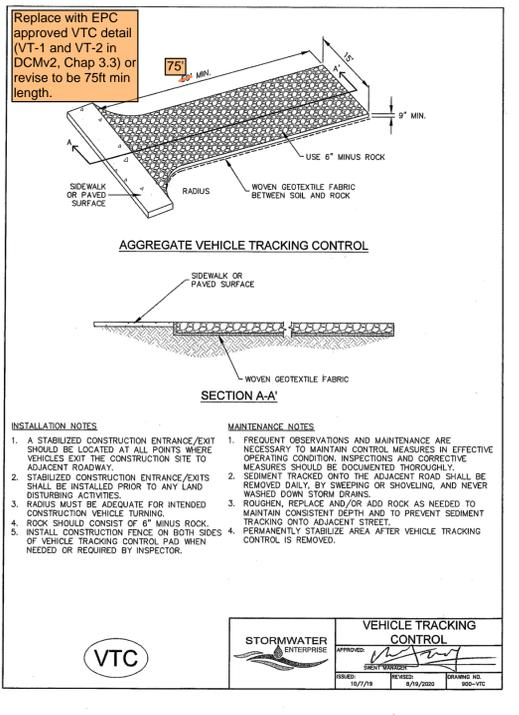 Replace with EPC
approved VTC detail
(VT-1 and VT-2 in
DCMv2, Chap 3.3) or
revise to be 75ft min
length.
75'
MIN.
15'
A'
9" MIN.
A
USE 6" MINUS ROCK
SIDEWALK
OR PAVED
SURFACE
RADIUS
WOVEN GEOTEXTILE FABRIC
BETWEEN SOIL AND ROCK
AGGREGATE VEHICLE TRACKING CONTROL
SIDEWALK OR
PAVED SURFACE
WOVEN GEOTEXTILE FABRIC
SECTION A-A'
INSTALLATION NOTES
1. A STABILIZED CONSTRUCTION ENTRANCE/EXIT
SHOULD BE LOCATED AT ALL POINTS WHERE
VEHICLES EXIT THE CONSTRUCTION SITE TO
ADJACENT ROADWAY.
2. STABILIZED CONSTRUCTION ENTRANCE/EXITS
SHALL BE INSTALLED PRIOR TO ANY LAND
DISTURBING ACTIVITIES.
3. RADIUS MUST BE ADEQUATE FOR INTENDED
CONSTRUCTION VEHICLE TURNING.
4. ROCK SHOULD CONSIST OF 6" MINUS ROCK.
5. INSTALL CONSTRUCTION FENCE ON BOTH SIDES
OF VEHICLE TRACKING CONTROL PAD WHEN
NEEDED OR REQUIRED BY INSPECTOR.
MAINTENANCE NOTES
1. FREQUENT OBSERVATIONS AND MAINTENANCE ARE
NECESSARY TO MAINTAIN CONTROL MEASURES IN EFFECTIVE
OPERATING CONDITION. INSPECTIONS AND CORRECTIVE
MEASURES SHOULD BE DOCUMENTED THOROUGHLY.
2. SEDIMENT TRACKED ONTO THE ADJACENT ROAD SHALL BE
REMOVED DAILY, BY SWEEPING OR SHOVELING, AND NEVER
WASHED DOWN STORM DRAINS.
3. ROUGHEN, REPLACE AND/OR ADD ROCK AS NEEDED TO
MAINTAIN CONSISTENT DEPTH AND TO PREVENT SEDIMENT
TRACKING ONTO ADJACENT STREET.
4. PERMANENTLY STABILIZE AREA AFTER VEHICLE TRACKING
CONTROL IS REMOVED.
VTC
STORMWATER
ENTERPRISE
VEHICLE TRACKING
CONTROL
APPROVED:
SWENT MANAGER
ISSUED:
10/7/19
REVISED:
8/19/2020
DRAWING NO.
900-VTC